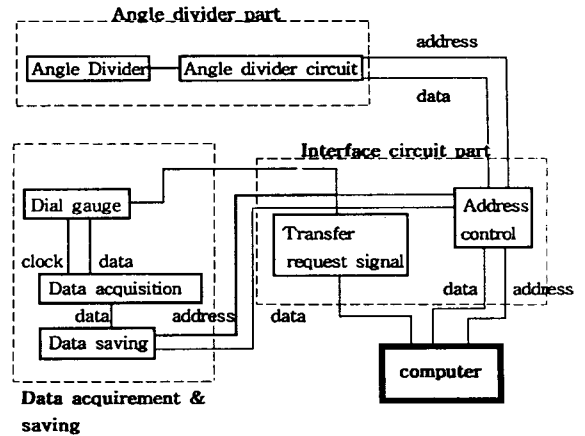 Angle divider part
address
Angle Divider
Angle divider circuit
data
Interface circuit part
Dial gauge
Address
control
Transfer
request signal
clock
data
Data acquisition
data
address
data
address
data
Data saving
computer
Data acquirement &
saving